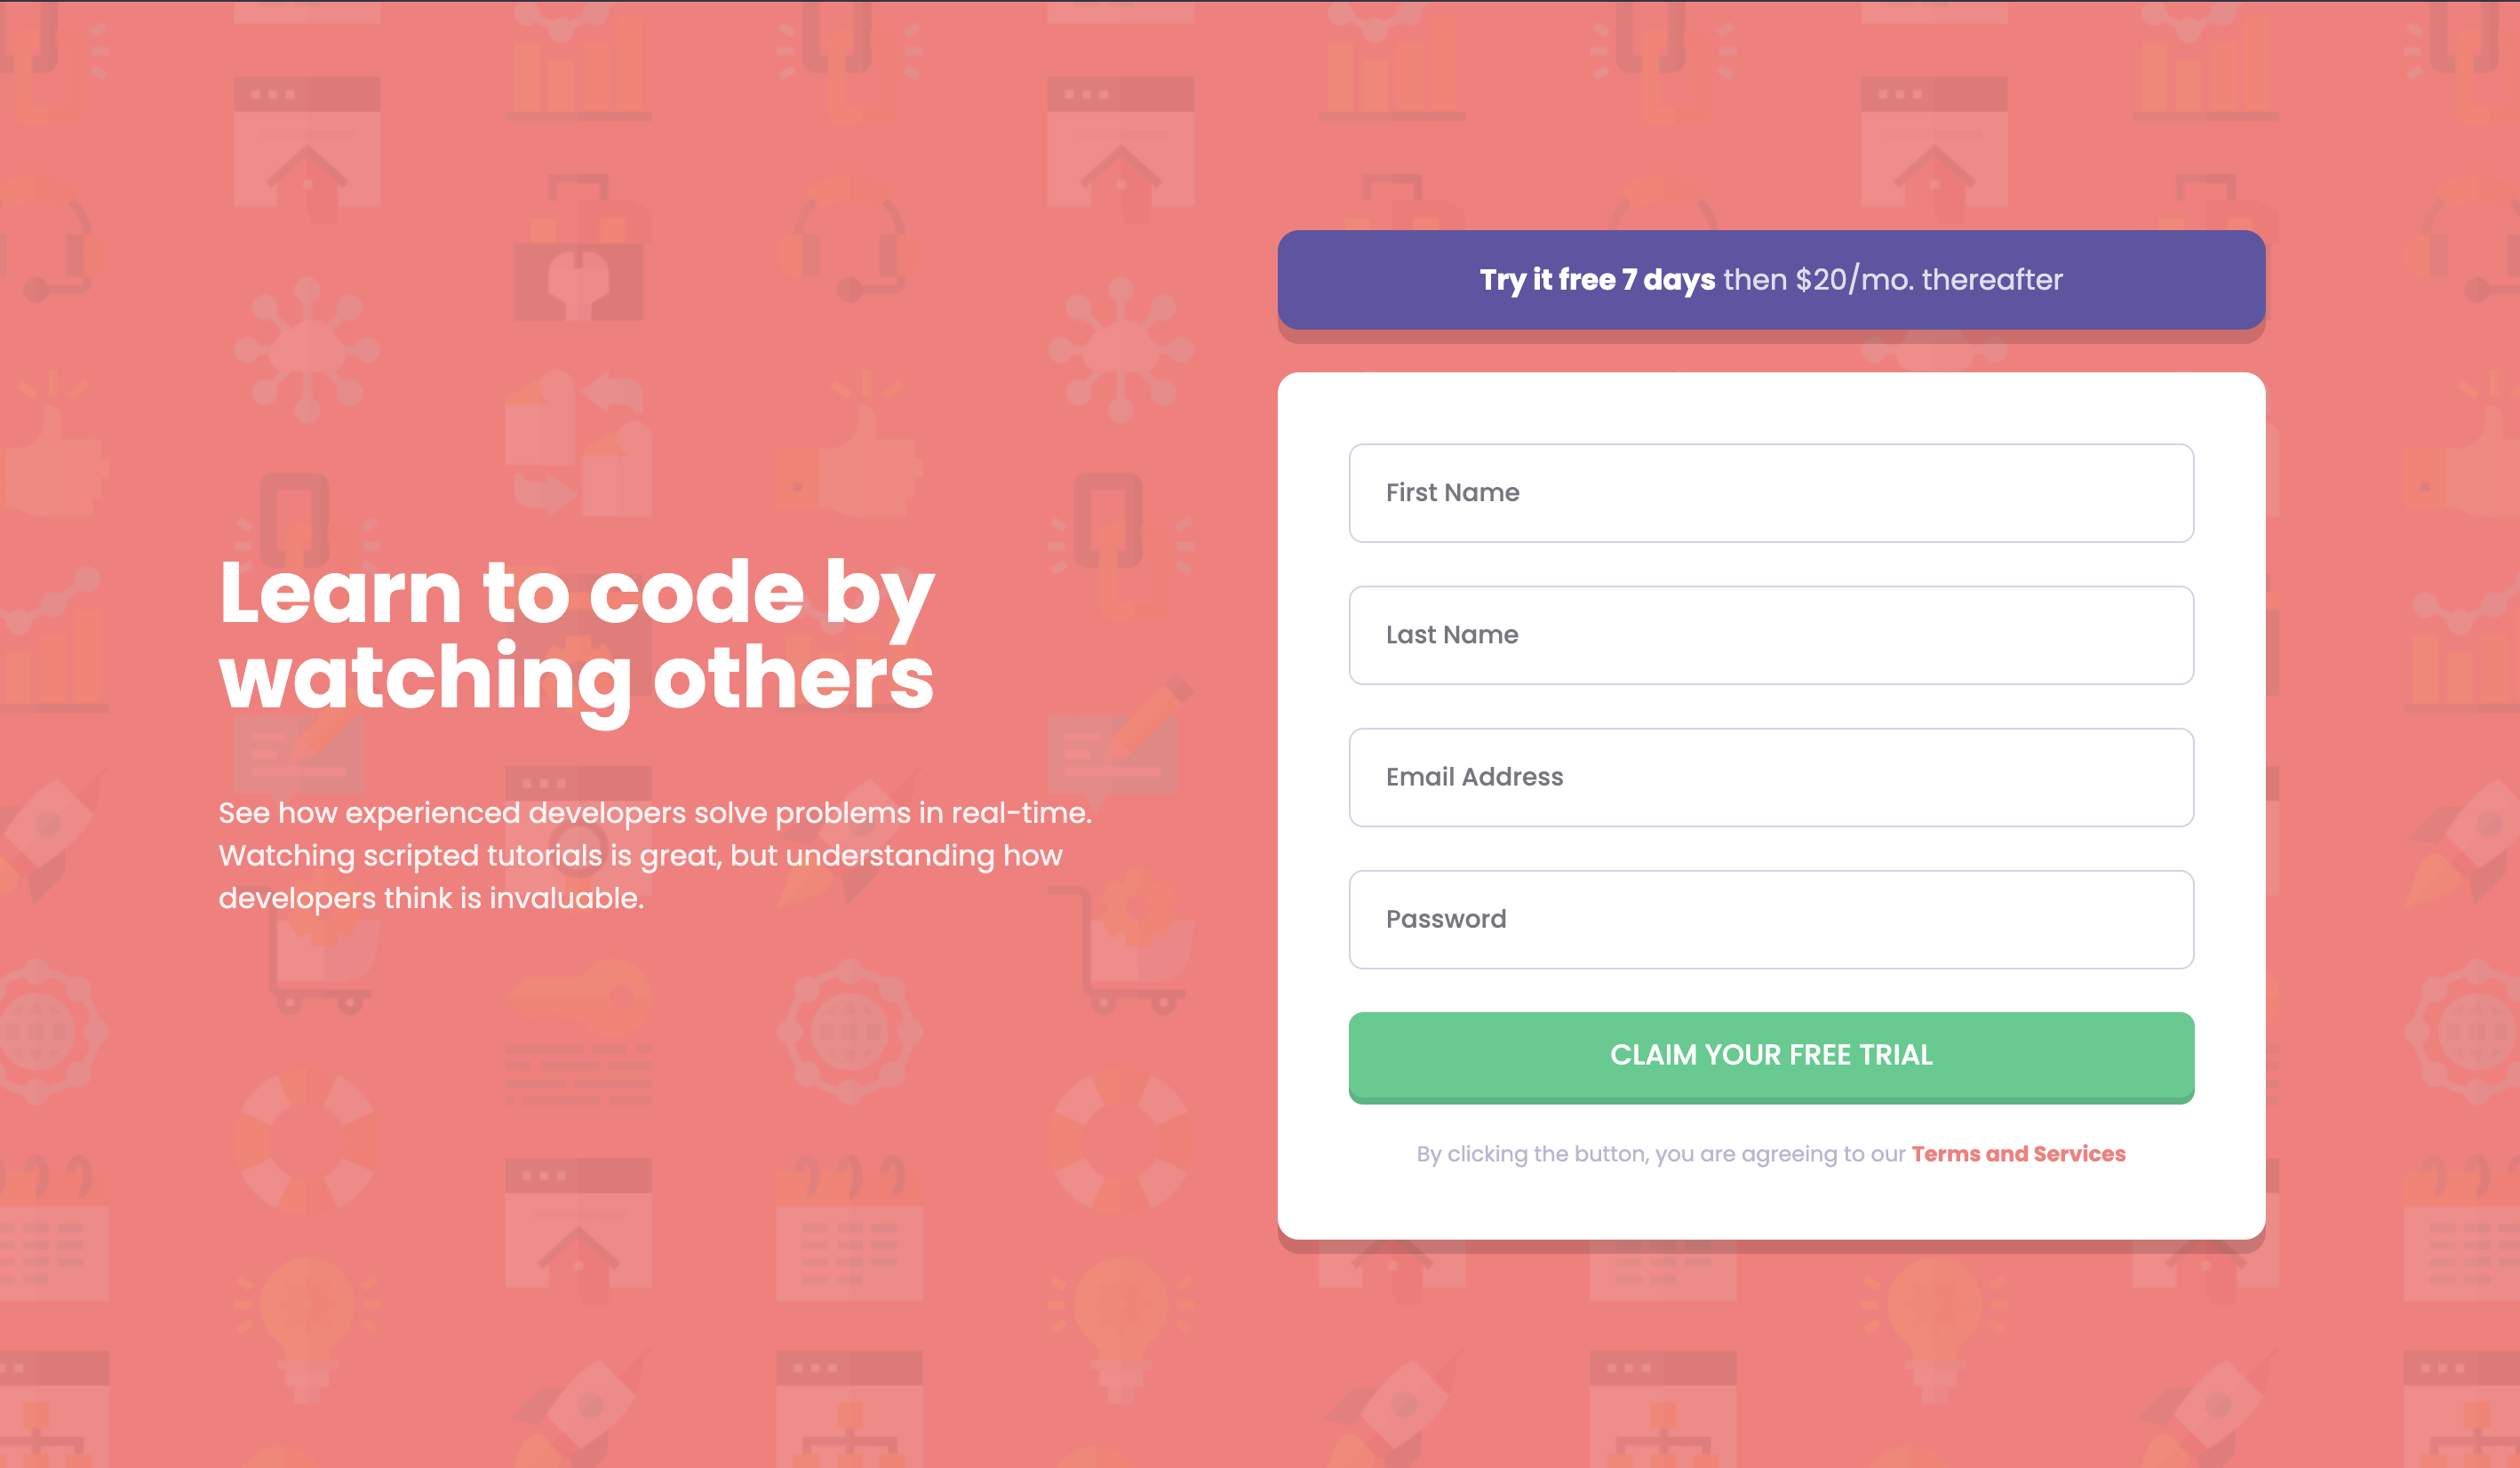 Learn to code by
watching others
See how experienced developers solve problems in real-time.
Watching scripted tutorials is great, but understanding how
developers think is invaluable.
Try it free 7 days then $20/mo. thereafter
First Name
Last Name
Email Address
Password
CLAIM YOUR FREE TRIAL
By clicking the button, you are agreeing to our Terms and Services